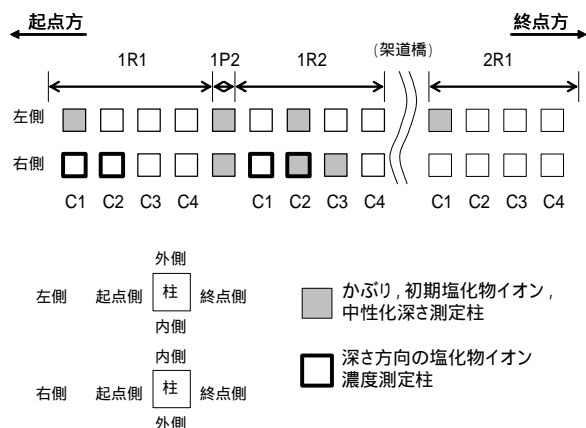 起点方 終点方
(架道橋)
1R1 1P2 1R2 2R1
左側
右側
C1 C2 C3 C4 C1 C2 C3 C4 C1 C2 C3 C4
外側
左側 起点側 柱 終点側
内側
内側
右側 起点側 柱 終点側
外側
かぶり，初期塩化物イオン，
中性化深さ測定柱
深さ方向の塩化物イオン
濃度測定柱